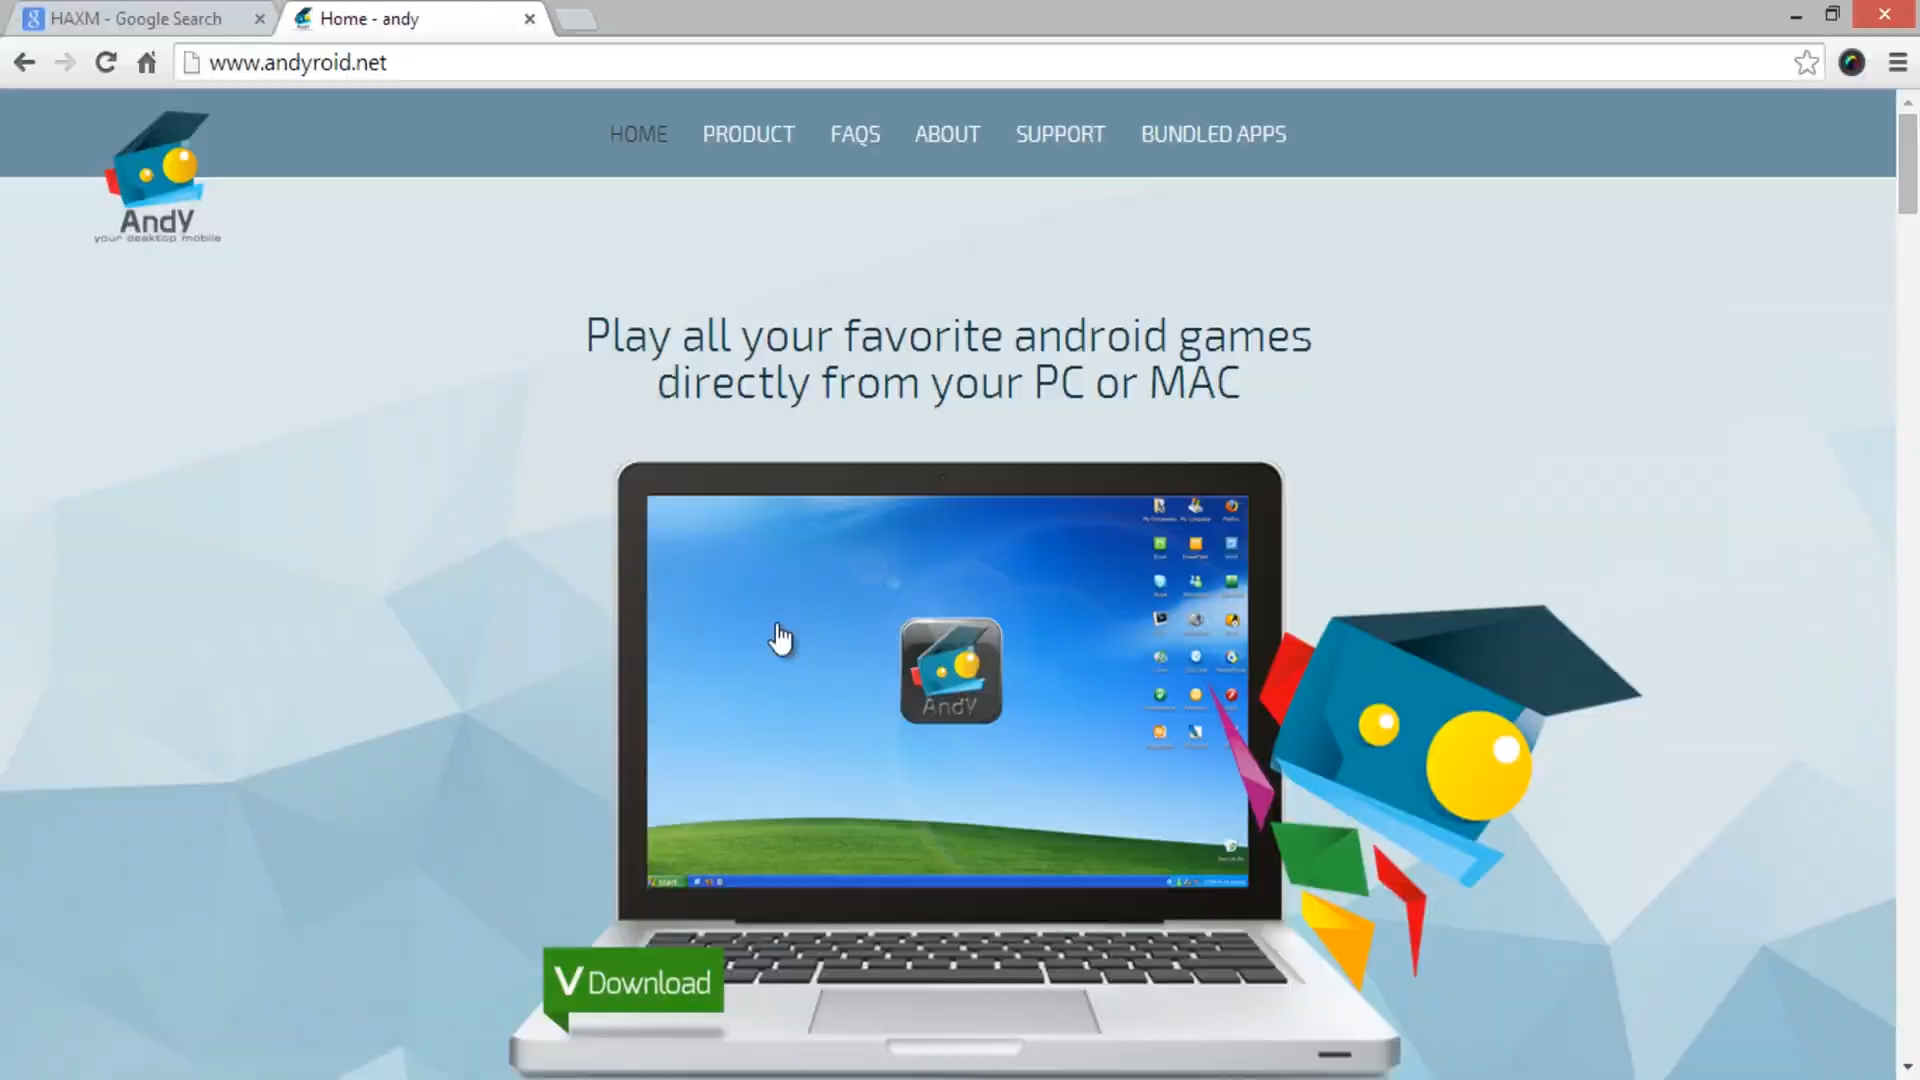 HAXM - Google Search
Home - andy
www.andyroid.net
AndY
your desktop mobile
HOME
PRODUCT
FAQS
ABOUT
SUPPORT
BUNDLED APPS
Play all your favorite android games
directly from your PC or MAC
AndY
start
Download